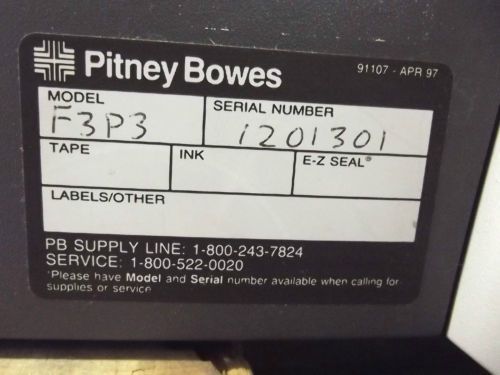 Pitney Bowes
91107 - APR 97
MODEL
F3P3
SERIAL NUMBER
1201301
TAPE
INK
E-Z SEAL®
LABELS/OTHER
PB SUPPLY LINE: 1-800-243-7824
SERVICE: 1-800-522-0020
*Please have Model and Serial number available when calling for
supplies or service